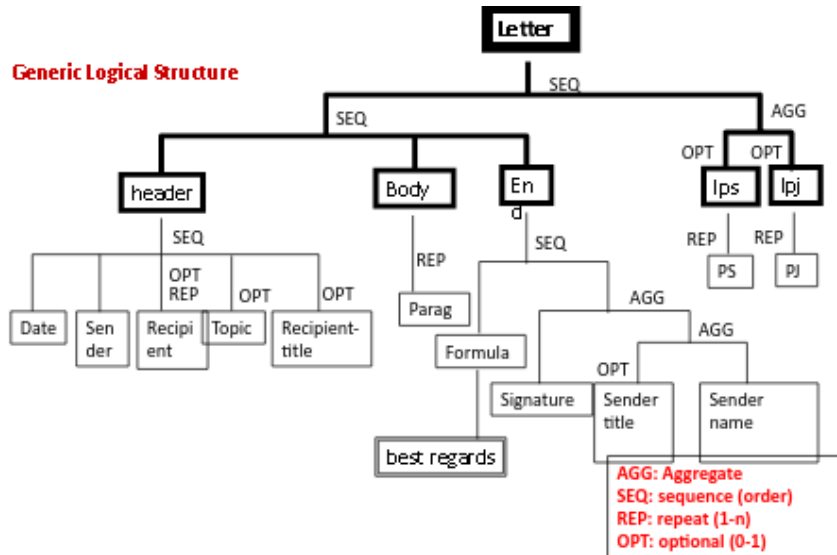 Letter
Generic Logical Structure
SEQ
SEQ
AGG
OPT OPT
header
Body
En
d
Ips
Ipj
SEQ
REP
SEQ
REP
REP
OPT
REP
OPT
OPT
PS
PJ
Date
Sen
der
Recipi
ent
Topic
Recipient-
title
Parag
AGG
Formula
AGG
OPT
Signature
Sender
title
Sender
name
best regards
AGG: Aggregate
SEQ: sequence (order)
REP: repeat (1-n)
OPT: optional (0-1)